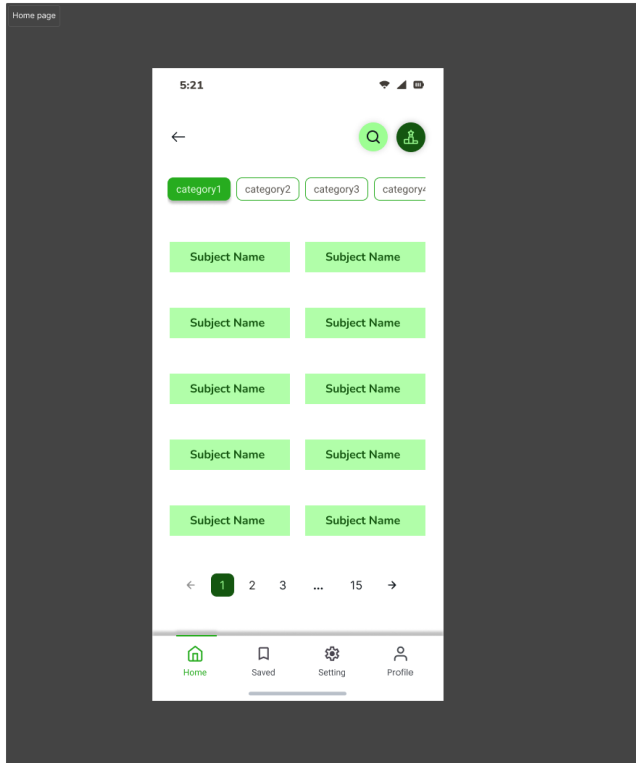 Home page
5:21
category1 category2 category3 category4
Subject Name Subject Name
Subject Name Subject Name
Subject Name Subject Name
Subject Name Subject Name
Subject Name Subject Name
1 2 3 ... 15
Home Saved Setting Profile